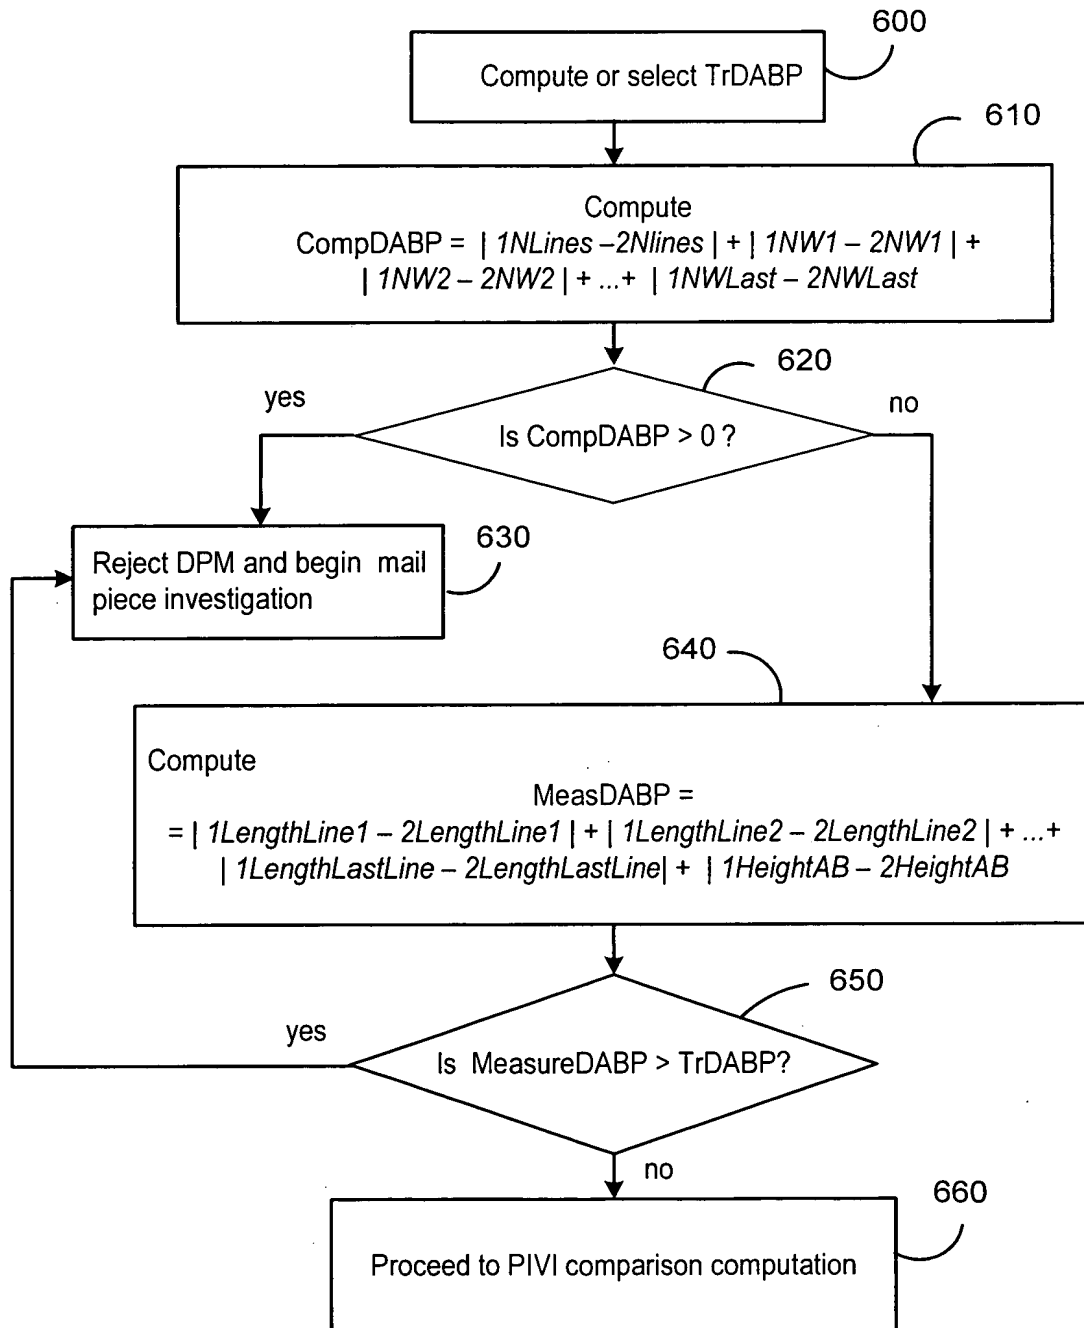 600
Compute or select TrDABP
610
Compute
CompDABP = | 1NLines –2Nlines | + | 1NW1 – 2NW1 | +
| 1NW2 – 2NW2 | + ...+ | 1NWLast – 2NWLast
620
yes
no
Is CompDABP > 0 ?
630
Reject DPM and begin mail
piece investigation
640
Compute
MeasDABP =
= | 1LengthLine1 – 2LengthLine1 | + | 1LengthLine2 – 2LengthLine2 | + ...+
| 1LengthLastLine – 2LengthLastLine| + | 1HeightAB – 2HeightAB
650
yes
Is MeasureDABP > TrDABP?
no
660
Proceed to PIVI comparison computation